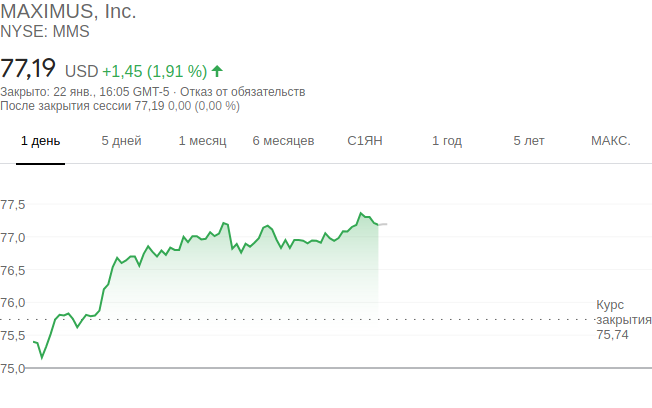 MAXIMUS, Inc.
NYSE: MMS
77,19 USD +1,45 (1,91 %)
Закрыто: 22 янв., 16:05 GMT-5 · Отказ от обязательств
После закрытия сессии 77,19 0,00 (0,00 %)
1 день 5 дней 1 месяц 6 месяцев С1ЯН 1 год 5 лет МАКС.
77,5
77,0
76,5
76,0
Курс
закрытия
75,74
75,5
75,0